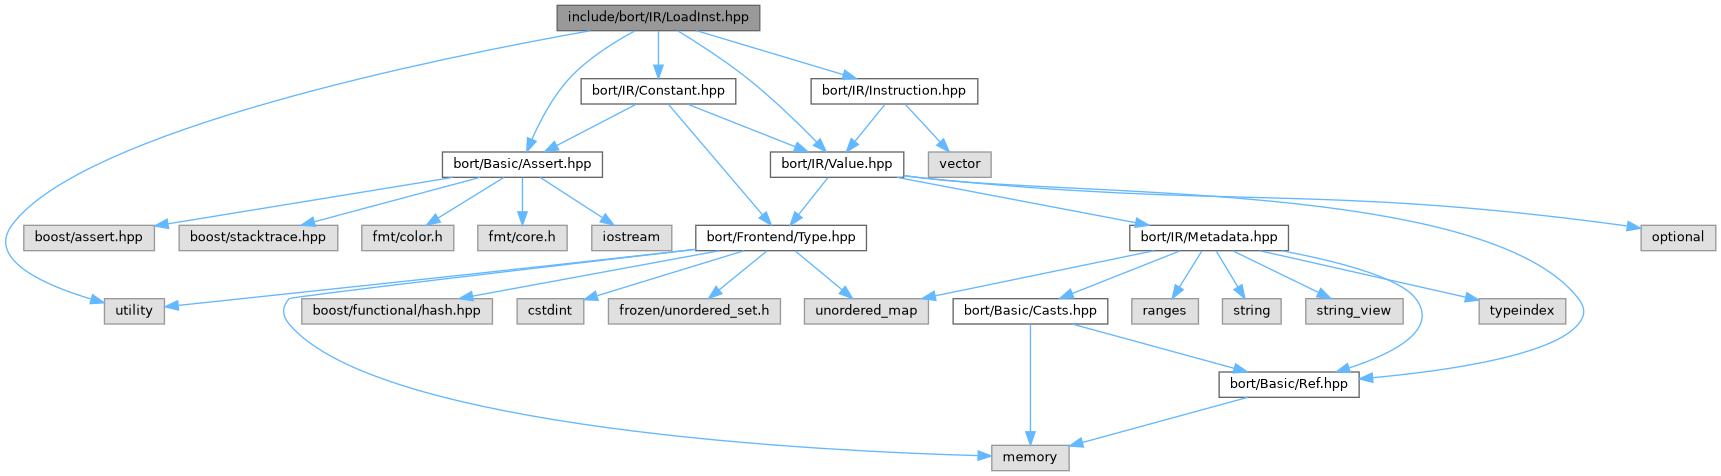 include/bort/IR/LoadInst.hpp
bort/IR/Constant.hpp
bort/IR/Instruction.hpp
bort/Basic/Assert.hpp
bort/IR/Value.hpp
vector
boost/assert.hpp
boost/stacktrace.hpp
fmt/color.h
fmt/core.h
iostream
bort/Frontend/Type.hpp
bort/IR/Metadata.hpp
optional
utility
boost/functional/hash.hpp
cstdint
frozen/unordered_set.h
unordered_map
bort/Basic/Casts.hpp
ranges
string
string_view
typeindex
bort/Basic/Ref.hpp
memory